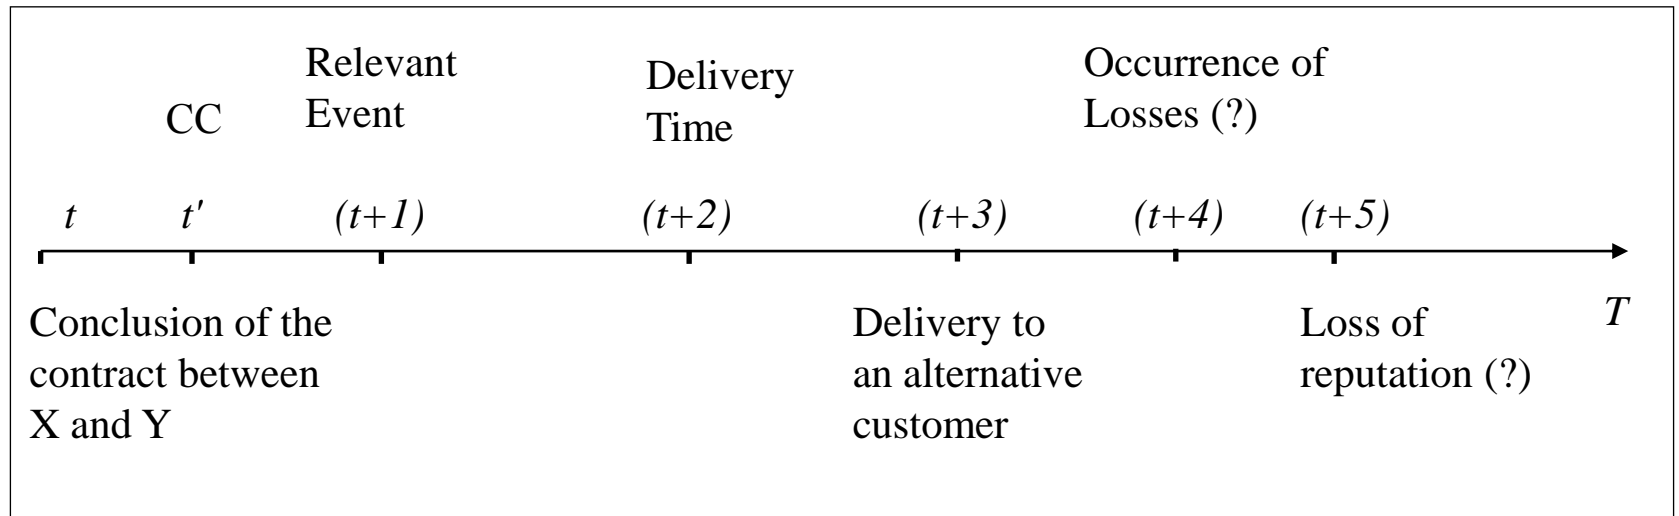 Relevant
Event
CC
Delivery
Time
Occurrence of
Losses (?)
t
t'
(t+1)
(t+2)
(t+3)
(t+4)
(t+5)
T
Conclusion of the
contract between
X and Y
Delivery to
an alternative
customer
Loss of
reputation (?)